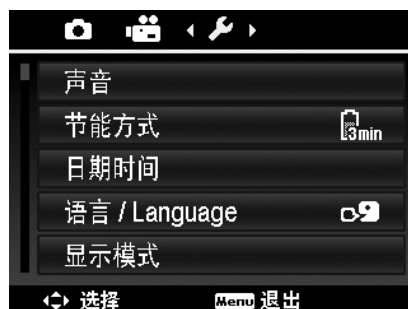 声音
节能方式 3min
日期时间
语言 / Language
显示模式
选择 Menu 退出